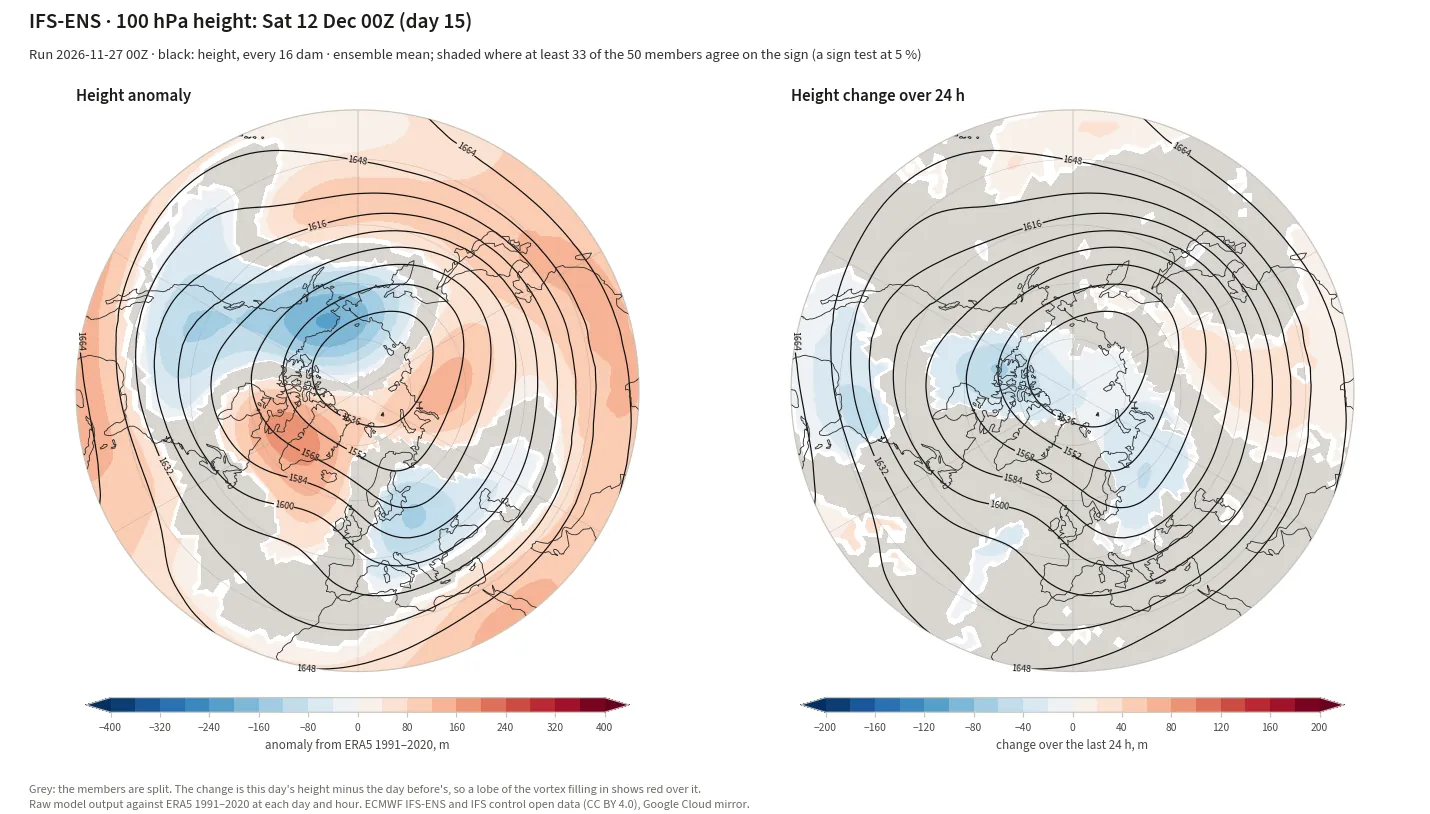 IFS-ENS · 100 hPa height: Sat 12 Dec 00Z (day 15)
Run 2026-11-27 00Z · black: height, every 16 dam · ensemble mean; shaded where at least 33 of the 50 members agree on the sign (a sign test at 5 %)
Height anomaly
Height change over 24 h
1664
1648
1616
1664
1536
1552
1568
1584
1600
1632
1648
1664
1648
1616
1664
1536
1552
1568
1584
1600
1632
1648
−400 −320 −240 −160 −80 0 80 160 240 320 400
anomaly from ERA5 1991–2020, m
−200 −160 −120 −80 −40 0 40 80 120 160 200
change over the last 24 h, m
Grey: the members are split. The change is this day's height minus the day before's, so a lobe of the vortex filling in shows red over it.
Raw model output against ERA5 1991–2020 at each day and hour. ECMWF IFS-ENS and IFS control open data (CC BY 4.0), Google Cloud mirror.